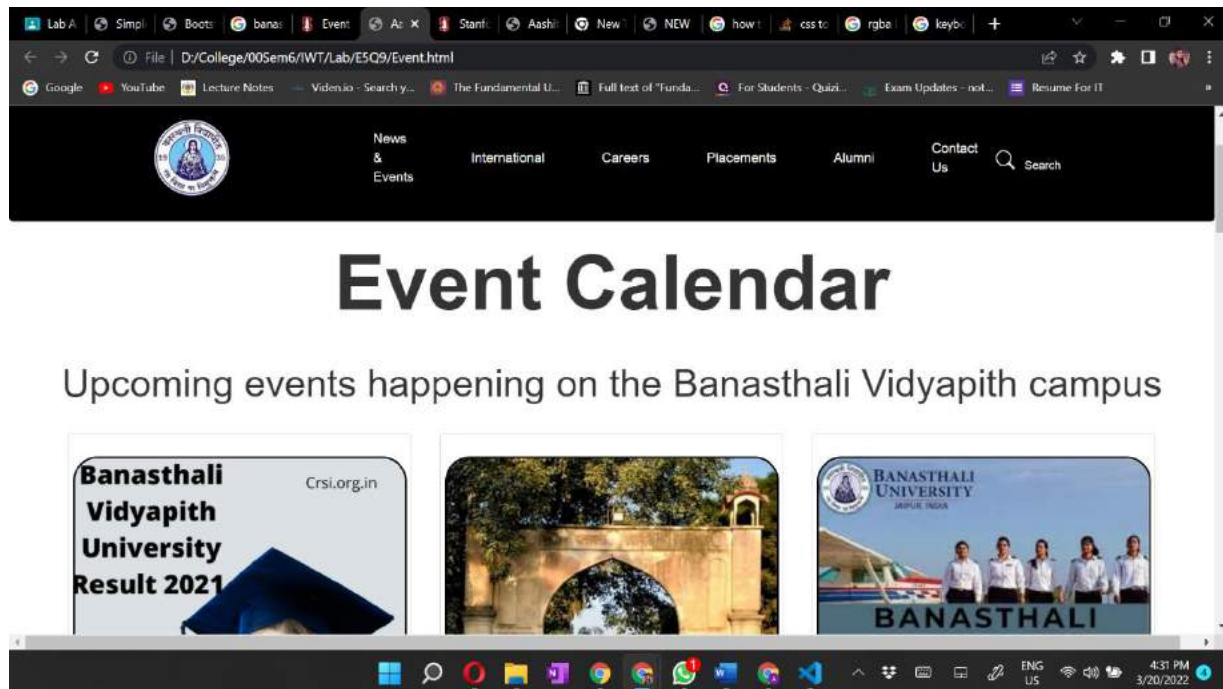 Lab A
Simpl
Boots
banas
Event
Aa
Stanf
Aashi
New
NEW
how t
css to
rgba
keybo
File | D:/College/00Sem6/IWT/Lab/E5Q9/Event.html
Google
YouTube
Lecture Notes
Viden.io - Search y...
The Fundamental U...
Full text of "Funda...
For Students - Quizi...
Exam Updates - not...
Resume For IT
News
&
Events
International
Careers
Placements
Alumni
Contact
Us
Search
Event Calendar
Upcoming events happening on the Banasthali Vidyapith campus
Banasthali
Vidyapith
University
Result 2021
Crsi.org.in
BANASTHALI
UNIVERSITY
JAIPUR, INDIA
BANASTHALI
ENG
US
4:31 PM
3/20/2022